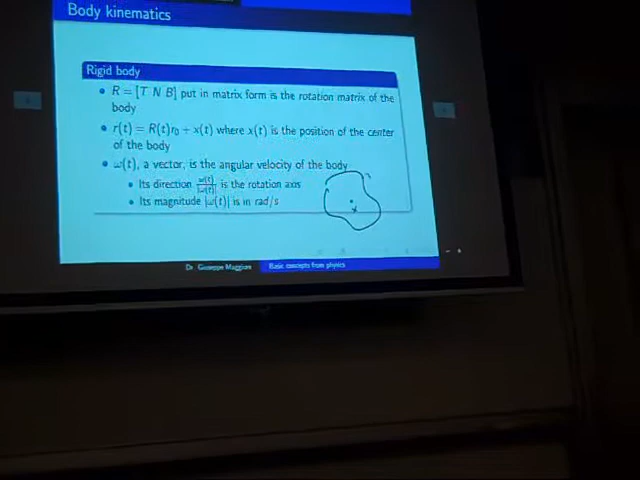 Body kinematics
Rigid body
R = [T N B] put in matrix form is the rotation matrix of the
body
r(t) = R(t)r₀ + x(t) where x(t) is the position of the center
of the body
ω(t), a vector, is the angular velocity of the body
Its direction ω(t)/|ω(t)| is the rotation axis
Its magnitude |ω(t)| is in rad/s
x
Dr Giuseppe Maggiore Basic concepts from physics